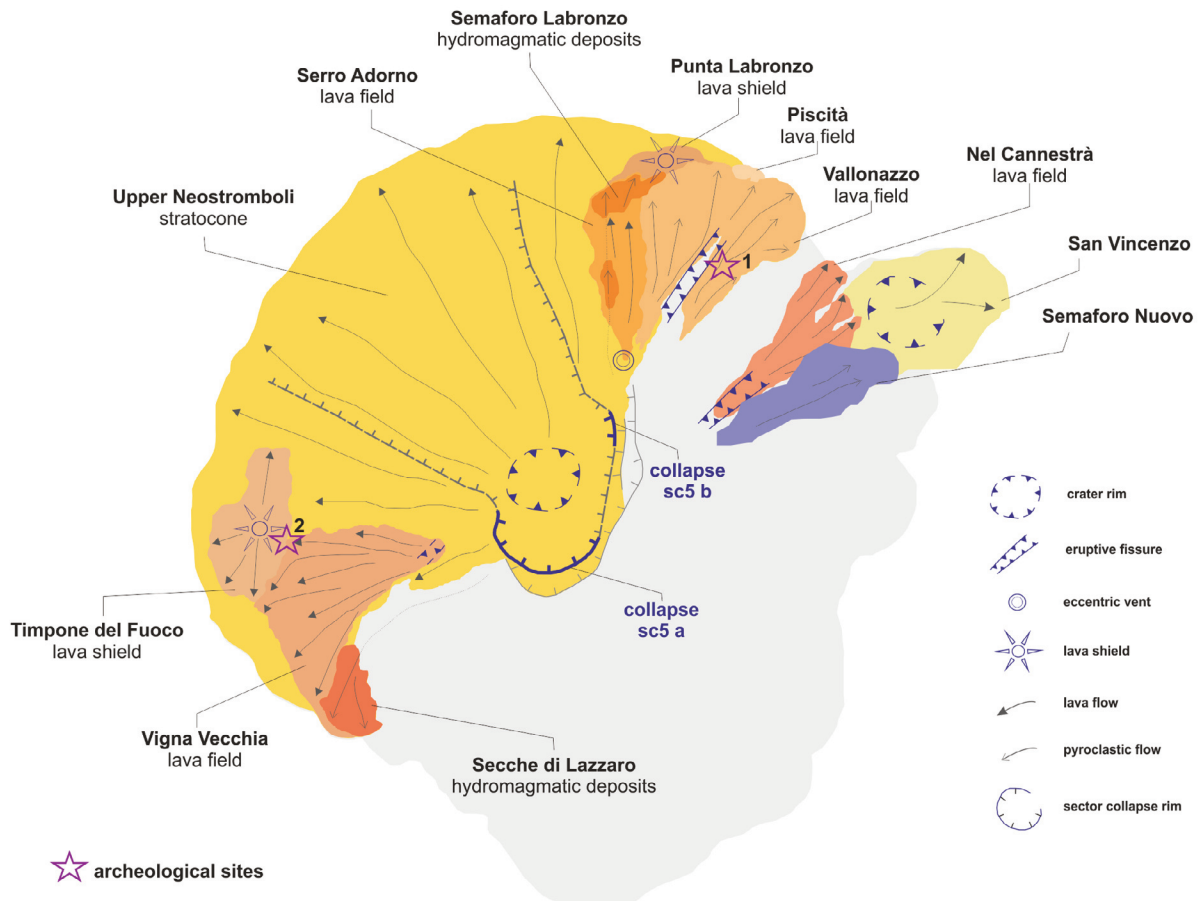 Semaforo Labronzo
hydromagmatic deposits
Serro Adorno
lava field
Punta Labronzo
lava shield
Piscità
lava field
Nel Cannestrà
lava field
Vallonazzo
lava field
Upper Neostromboli
stratocone
San Vincenzo
1
Semaforo Nuovo
collapse
sc5 b
crater rim
2
eruptive fissure
eccentric vent
collapse
sc5 a
Timpone del Fuoco
lava shield
lava shield
lava flow
Vigna Vecchia
lava field
pyroclastic flow
Secche di Lazzaro
hydromagmatic deposits
sector collapse rim
archeological sites